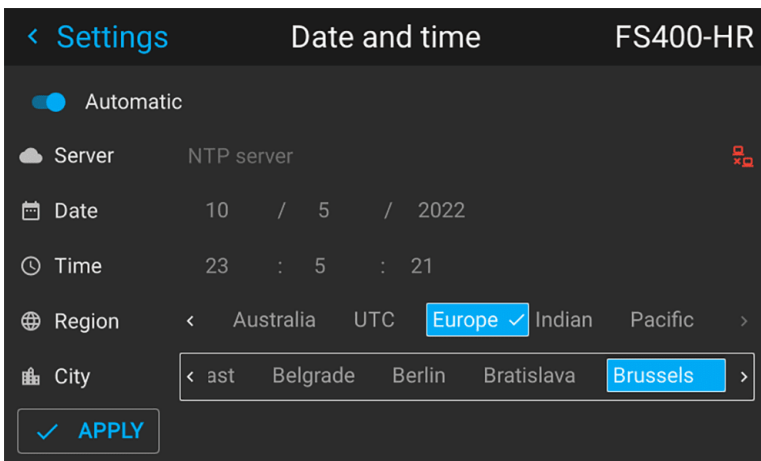 Settings Date and time FS400-HR
Automatic
Server NTP server
Date 10 / 5 / 2022
Time 23 : 5 : 21
Region Australia UTC Europe Indian Pacific
City ast Belgrade Berlin Bratislava Brussels
APPLY